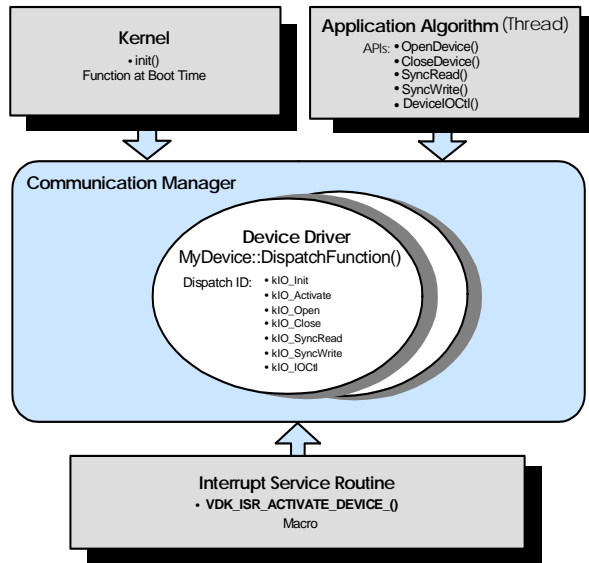 Kernel
• init()
Function at Boot Time
Application Algorithm (Thread)
APIs: • OpenDevice()
• CloseDevice()
• SyncRead()
• SyncWrite()
• DeviceIOCtl()
Communication Manager
Device Driver
MyDevice::DispatchFunction()
Dispatch ID: • kIO_Init
• kIO_Activate
• kIO_Open
• kIO_Close
• kIO_SyncRead
• kIO_SyncWrite
• kIO_IOCtl
Interrupt Service Routine
• VDK_ISR_ACTIVATE_DEVICE_()
Macro